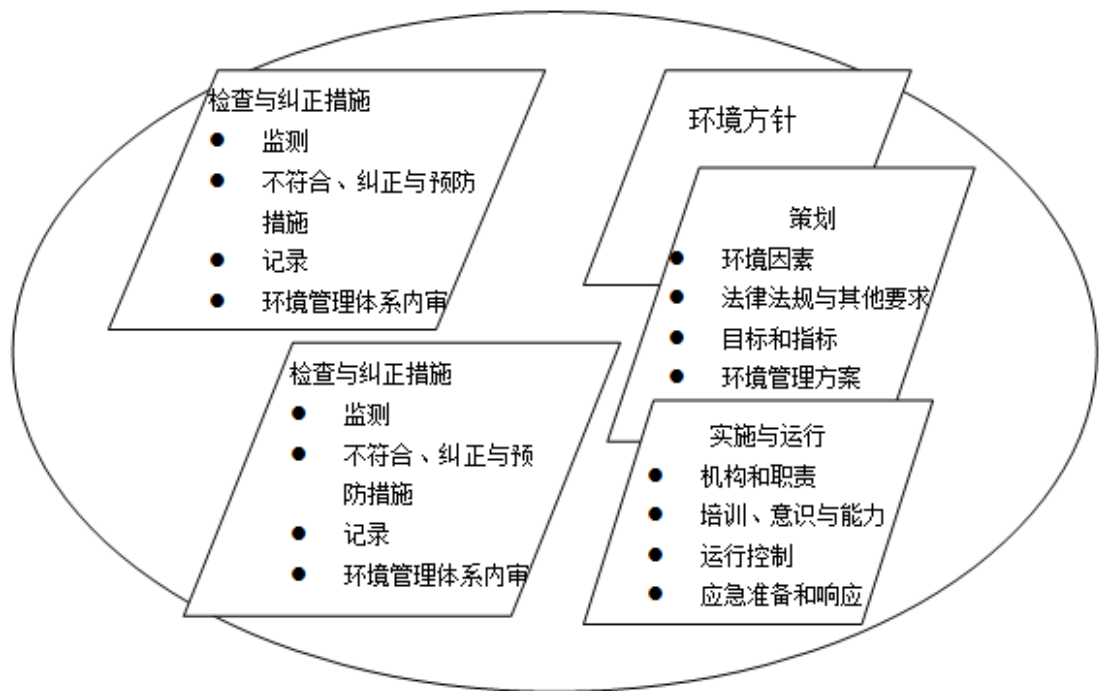 检查与纠正措施
● 监测
● 不符合、纠正与预防
措施
● 记录
● 环境管理体系内审
环境方针
策划
● 环境因素
● 法律法规与其他要求
● 目标和指标
● 环境管理方案
检查与纠正措施
● 监测
● 不符合、纠正与预
防措施
● 记录
● 环境管理体系内审
实施与运行
● 机构和职责
● 培训、意识与能力
● 运行控制
● 应急准备和响应